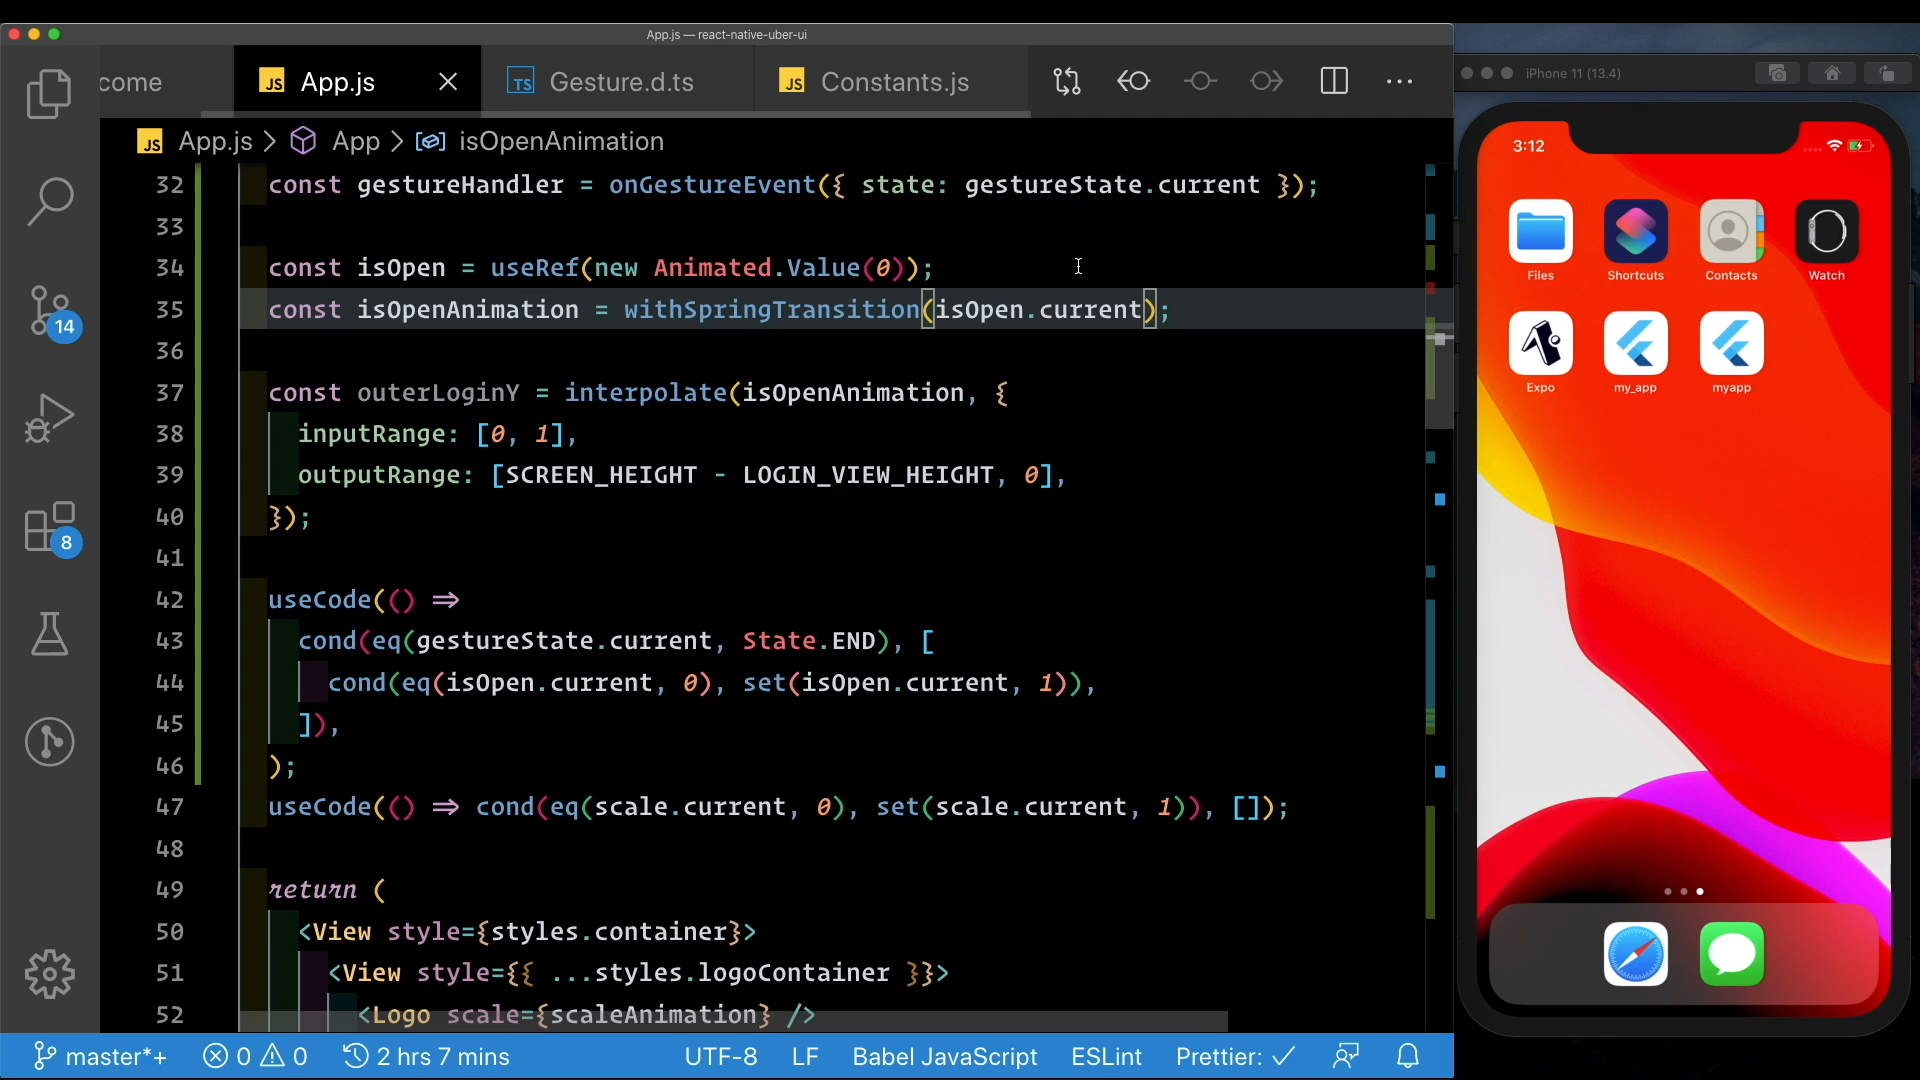 App.js — react-native-uber-ui
come
JS App.js
TS Gesture.d.ts
JS Constants.js
JS App.js > App > isOpenAnimation
32 const gestureHandler = onGestureEvent({ state: gestureState.current });
33
34 const isOpen = useRef(new Animated.Value(0));
35 const isOpenAnimation = withSpringTransition(isOpen.current);
36
37 const outerLoginY = interpolate(isOpenAnimation, {
38 inputRange: [0, 1],
39 outputRange: [SCREEN_HEIGHT - LOGIN_VIEW_HEIGHT, 0],
40 });
41
42 useCode(() ⇒
43 cond(eq(gestureState.current, State.END), [
44 cond(eq(isOpen.current, 0), set(isOpen.current, 1)),
45 ]),
46 );
47 useCode(() ⇒ cond(eq(scale.current, 0), set(scale.current, 1)), []);
48
49 return (
50 <View style={styles.container}>
51 <View style={{ ...styles.logoContainer }}>
52 <Logo scale={scaleAnimation} />
14
8
master*+
0
0
2 hrs 7 mins
UTF-8
LF
Babel JavaScript
ESLint
Prettier: ✓
iPhone 11 (13.4)
3:12
Files
Shortcuts
Contacts
Watch
Expo
my_app
myapp